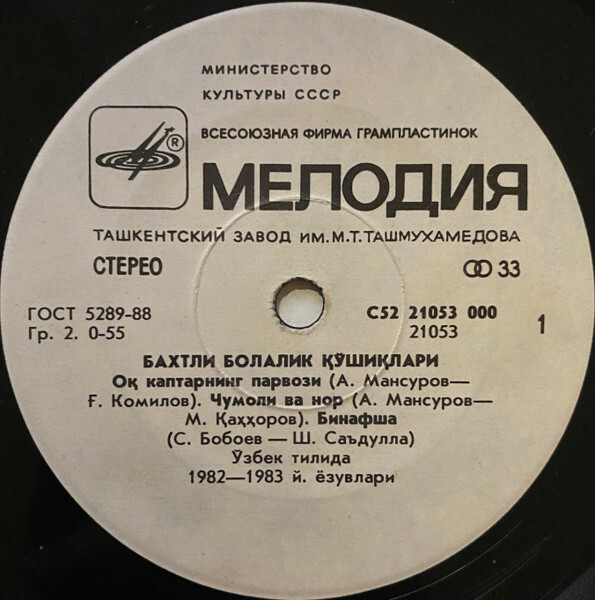 МИНИСТЕРСТВО
КУЛЬТУРЫ СССР
ВСЕСОЮЗНАЯ ФИРМА ГРАМПЛАСТИНОК
®
МЕЛОДИЯ
ТАШКЕНТСКИЙ ЗАВОД ИМ. М.Т. ТАШМУХАМЕДОВА
СТЕРЕО
33
ГОСТ 5289-88
С52 21053 000
Гр. 2. 0-55
21053
1
БАХТЛИ БОЛАЛИК ҚЎШИҚЛАРИ
Оқ каптарнинг парвози (А. Мансуров—
Ғ. Комилов). Чумоли ва нор (А. Мансуров—
М. Қаҳҳоров). Бинафша
(С. Бобоев — Ш. Саъдулла)
Ўзбек тилида
1982—1983 й. ёзувлари